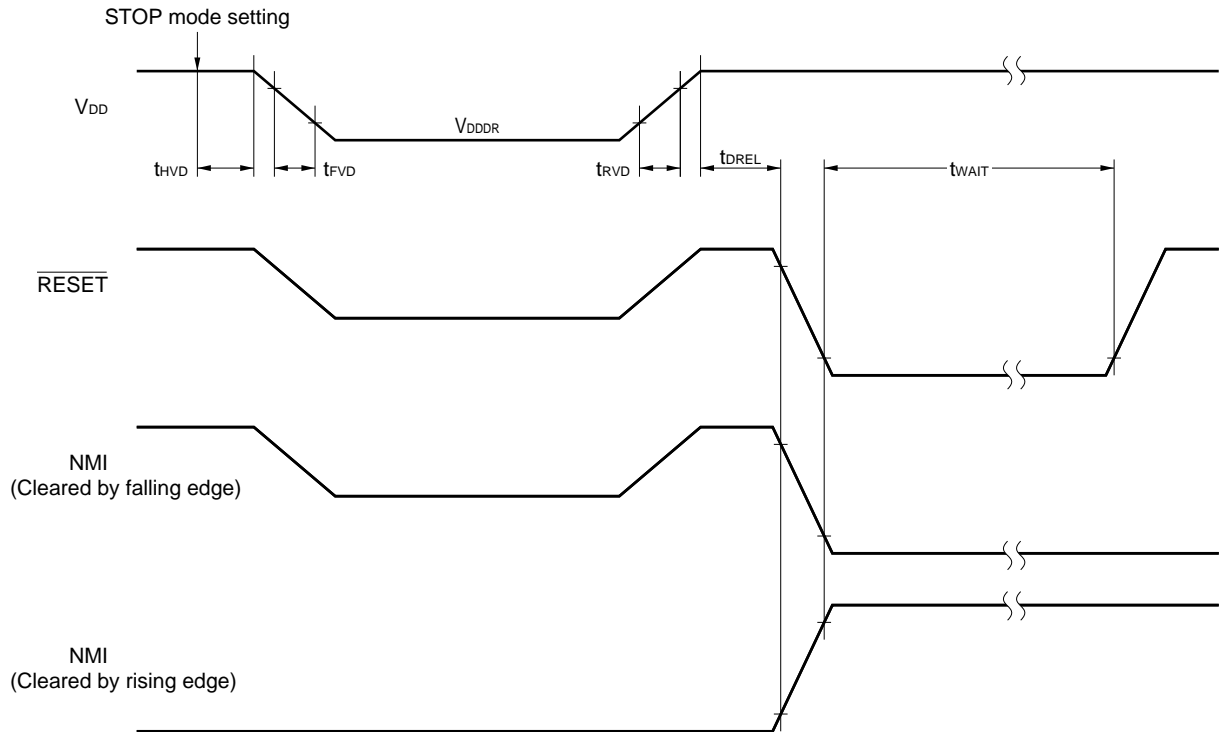 STOP mode setting
VDD
VDDDR
tHVD
tFVD
tRVD
tDREL
tWAIT
RESET
NMI
(Cleared by falling edge)
NMI
(Cleared by rising edge)